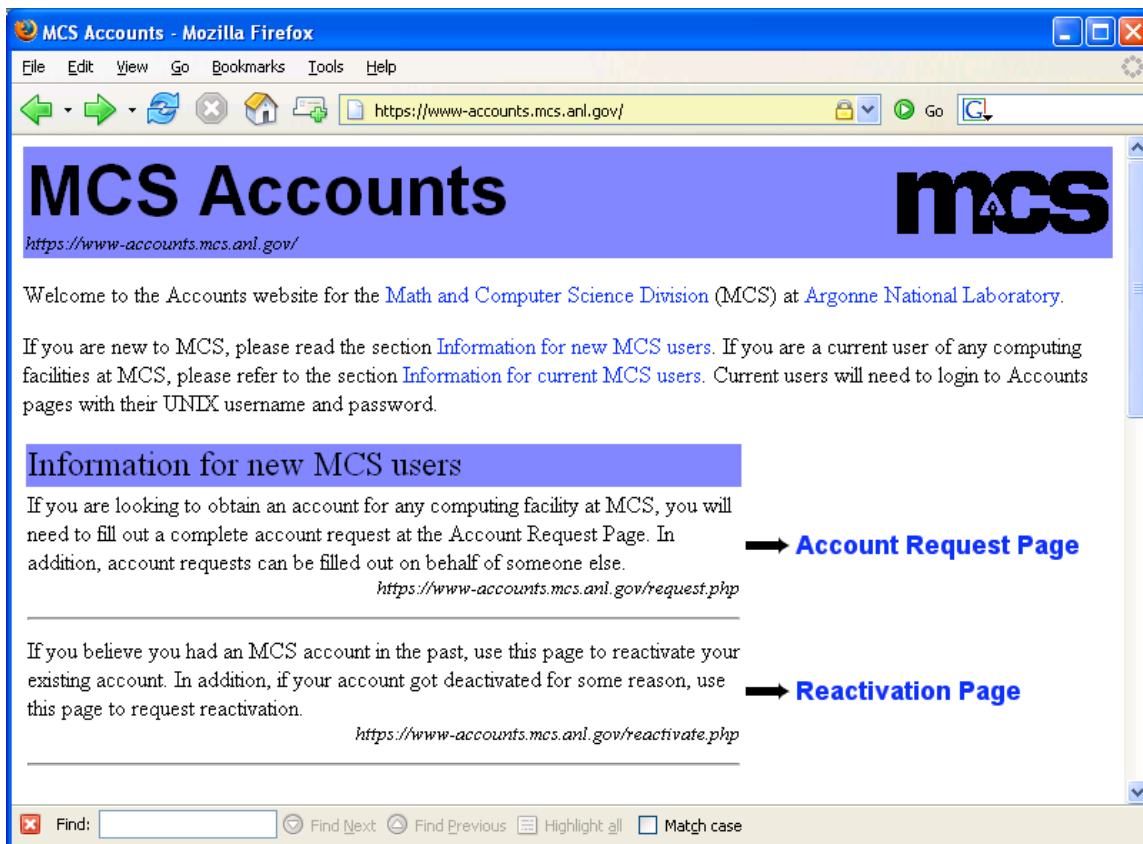 MCS Accounts - Mozilla Firefox
File Edit View Go Bookmarks Tools Help
https://www-accounts.mcs.anl.gov/ Go G
MCS Accounts mcs
https://www-accounts.mcs.anl.gov/
Welcome to the Accounts website for the Math and Computer Science Division (MCS) at Argonne National Laboratory.
If you are new to MCS, please read the section Information for new MCS users. If you are a current user of any computing
facilities at MCS, please refer to the section Information for current MCS users. Current users will need to login to Accounts
pages with their UNIX username and password.
Information for new MCS users
If you are looking to obtain an account for any computing facility at MCS, you will
need to fill out a complete account request at the Account Request Page. In
addition, account requests can be filled out on behalf of someone else.
https://www-accounts.mcs.anl.gov/request.php
Account Request Page
If you believe you had an MCS account in the past, use this page to reactivate your
existing account. In addition, if your account got deactivated for some reason, use
this page to request reactivation.
https://www-accounts.mcs.anl.gov/reactivate.php
Reactivation Page
Find: Find Next Find Previous Highlight all Match case